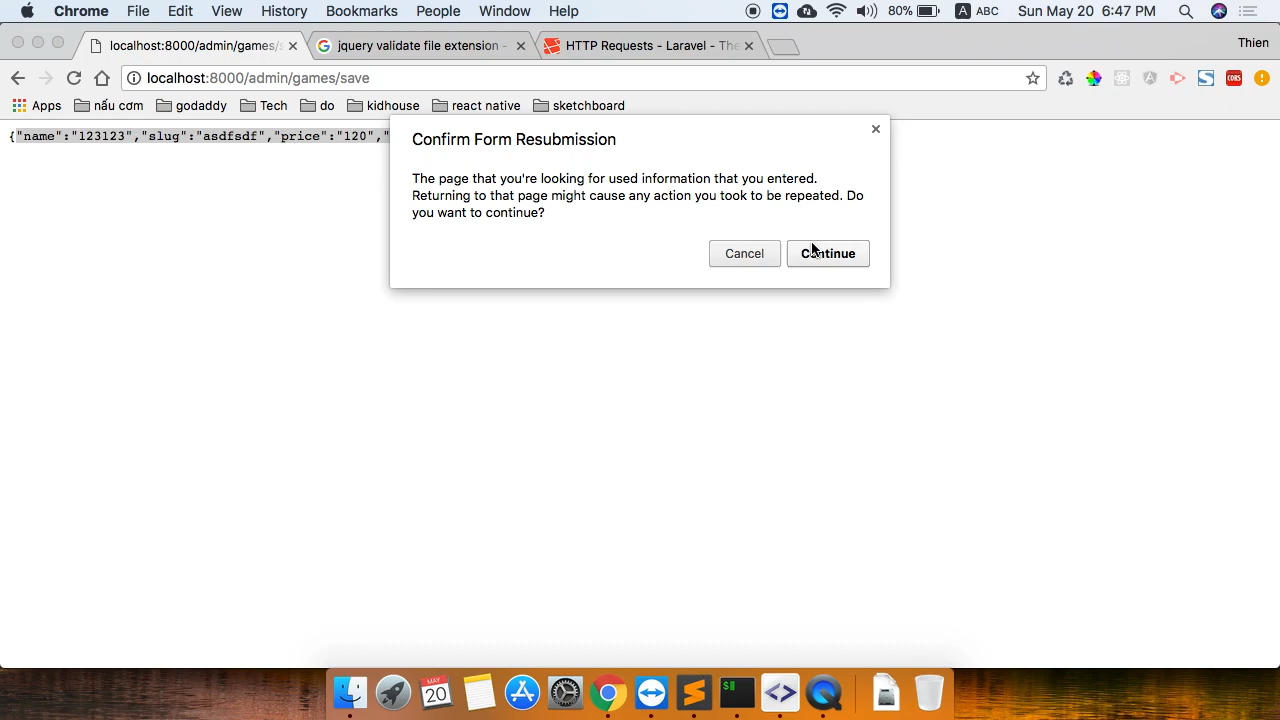 Chrome File Edit View History Bookmarks People Window Help 80% A ABC Sun May 20 6:47 PM
localhost:8000/admin/games/s jquery validate file extension - HTTP Requests - Laravel - The Thien
localhost:8000/admin/games/save CORS
Apps nấu cơm godaddy Tech do kidhouse react native sketchboard
{"name":"123123","slug":"asdfsdf","price":"120","
Confirm Form Resubmission
The page that you're looking for used information that you entered.
Returning to that page might cause any action you took to be repeated. Do
you want to continue?
Cancel Continue
MAY
20